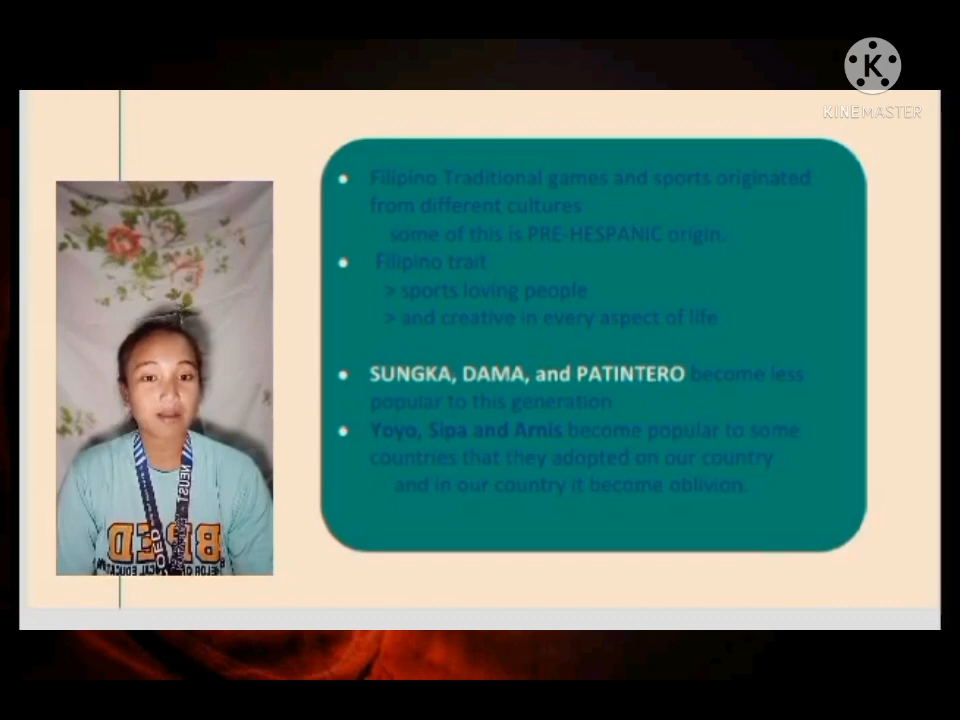 K
KINEMASTER
• Filipino Traditional games and sports originated
from different cultures
some of this is PRE-HESPANIC origin.
• Filipino trait
> sports loving people
> and creative in every aspect of life
• SUNGKA, DAMA, and PATINTERO become less
popular to this generation
• Yoyo, Sipa and Arnis become popular to some
countries that they adopted on our country
and in our country it become oblivion.
NEUST